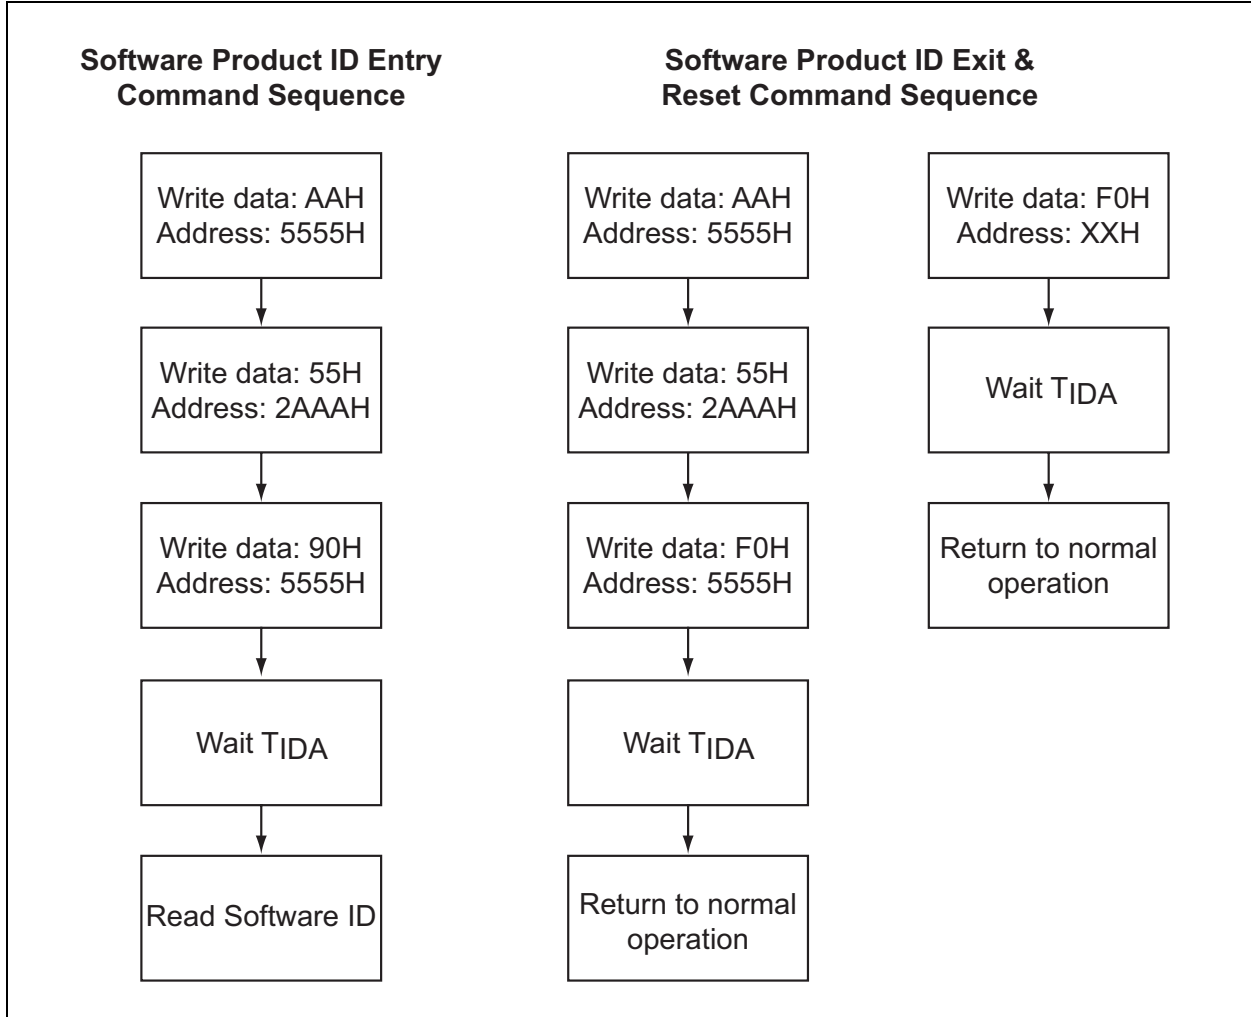 Software Product ID Entry
Command Sequence
Write data: AAH
Address: 5555H
Write data: 55H
Address: 2AAAH
Write data: 90H
Address: 5555H
Wait TIDA
Read Software ID
Software Product ID Exit &
Reset Command Sequence
Write data: AAH
Address: 5555H
Write data: 55H
Address: 2AAAH
Write data: F0H
Address: 5555H
Wait TIDA
Return to normal
operation
Write data: F0H
Address: XXH
Wait TIDA
Return to normal
operation